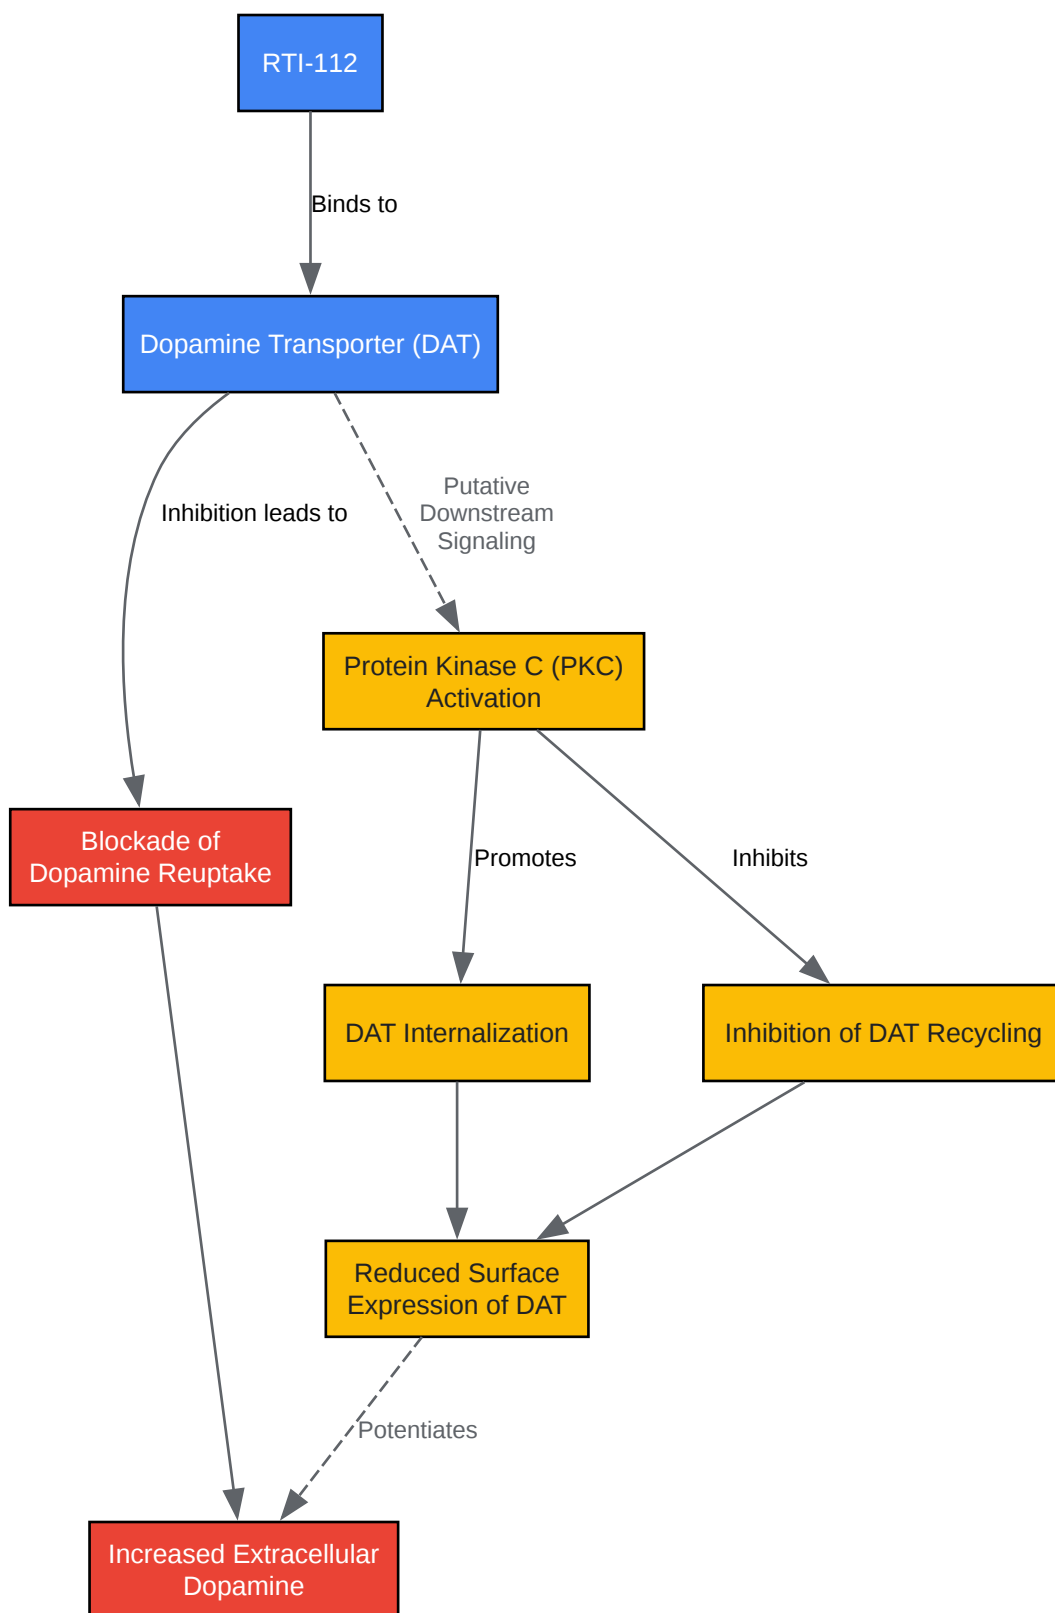 RTI-112
Binds to
Dopamine Transporter (DAT)
Inhibition leads to
Putative
Downstream
Signaling
Protein Kinase C (PKC)
Activation
Blockade of
Dopamine Reuptake
Promotes
Inhibits
DAT Internalization
Inhibition of DAT Recycling
Reduced Surface
Expression of DAT
Potentiates
Increased Extracellular
Dopamine